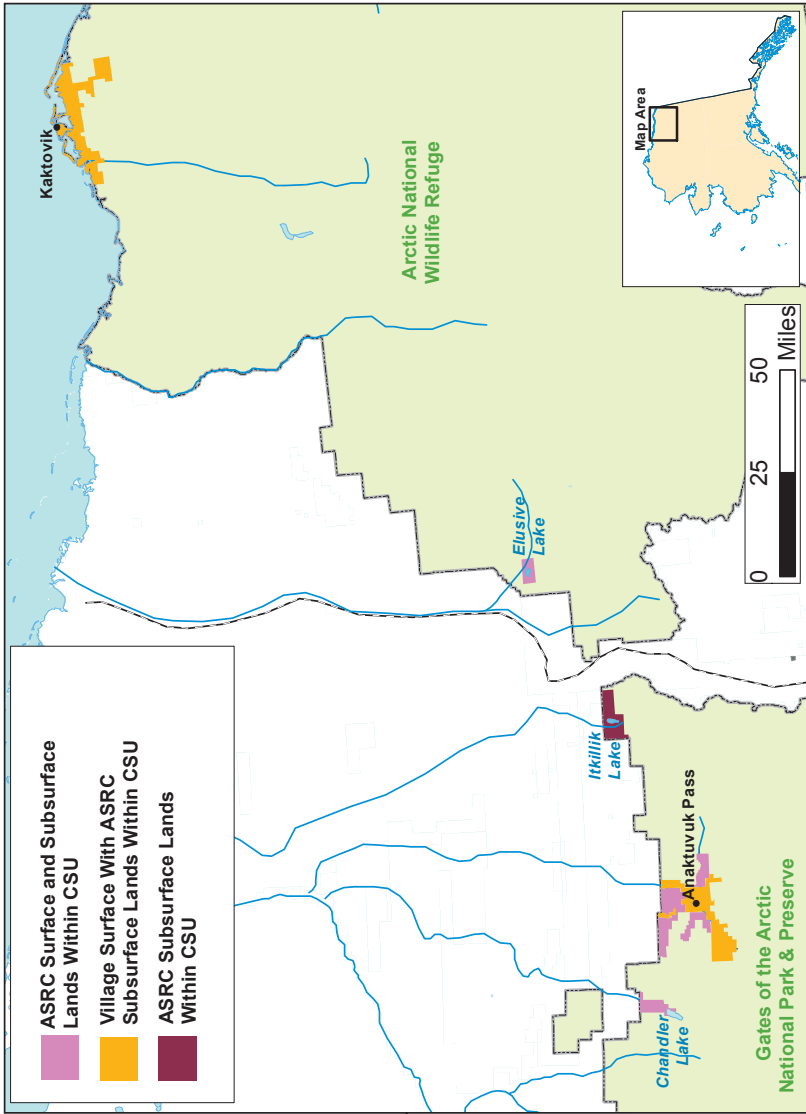 ASRC Surface and Subsurface
Lands Within CSU
Village Surface With ASRC
Subsurface Lands Within CSU
ASRC Subsurface Lands
Within CSU
Kaktovik
Arctic National
Wildlife Refuge
Elusive
Lake
Itkillik
Lake
Anaktuvuk Pass
Chandler
Lake
Gates of the Arctic
National Park & Preserve
0 25 50
Miles
Map Area